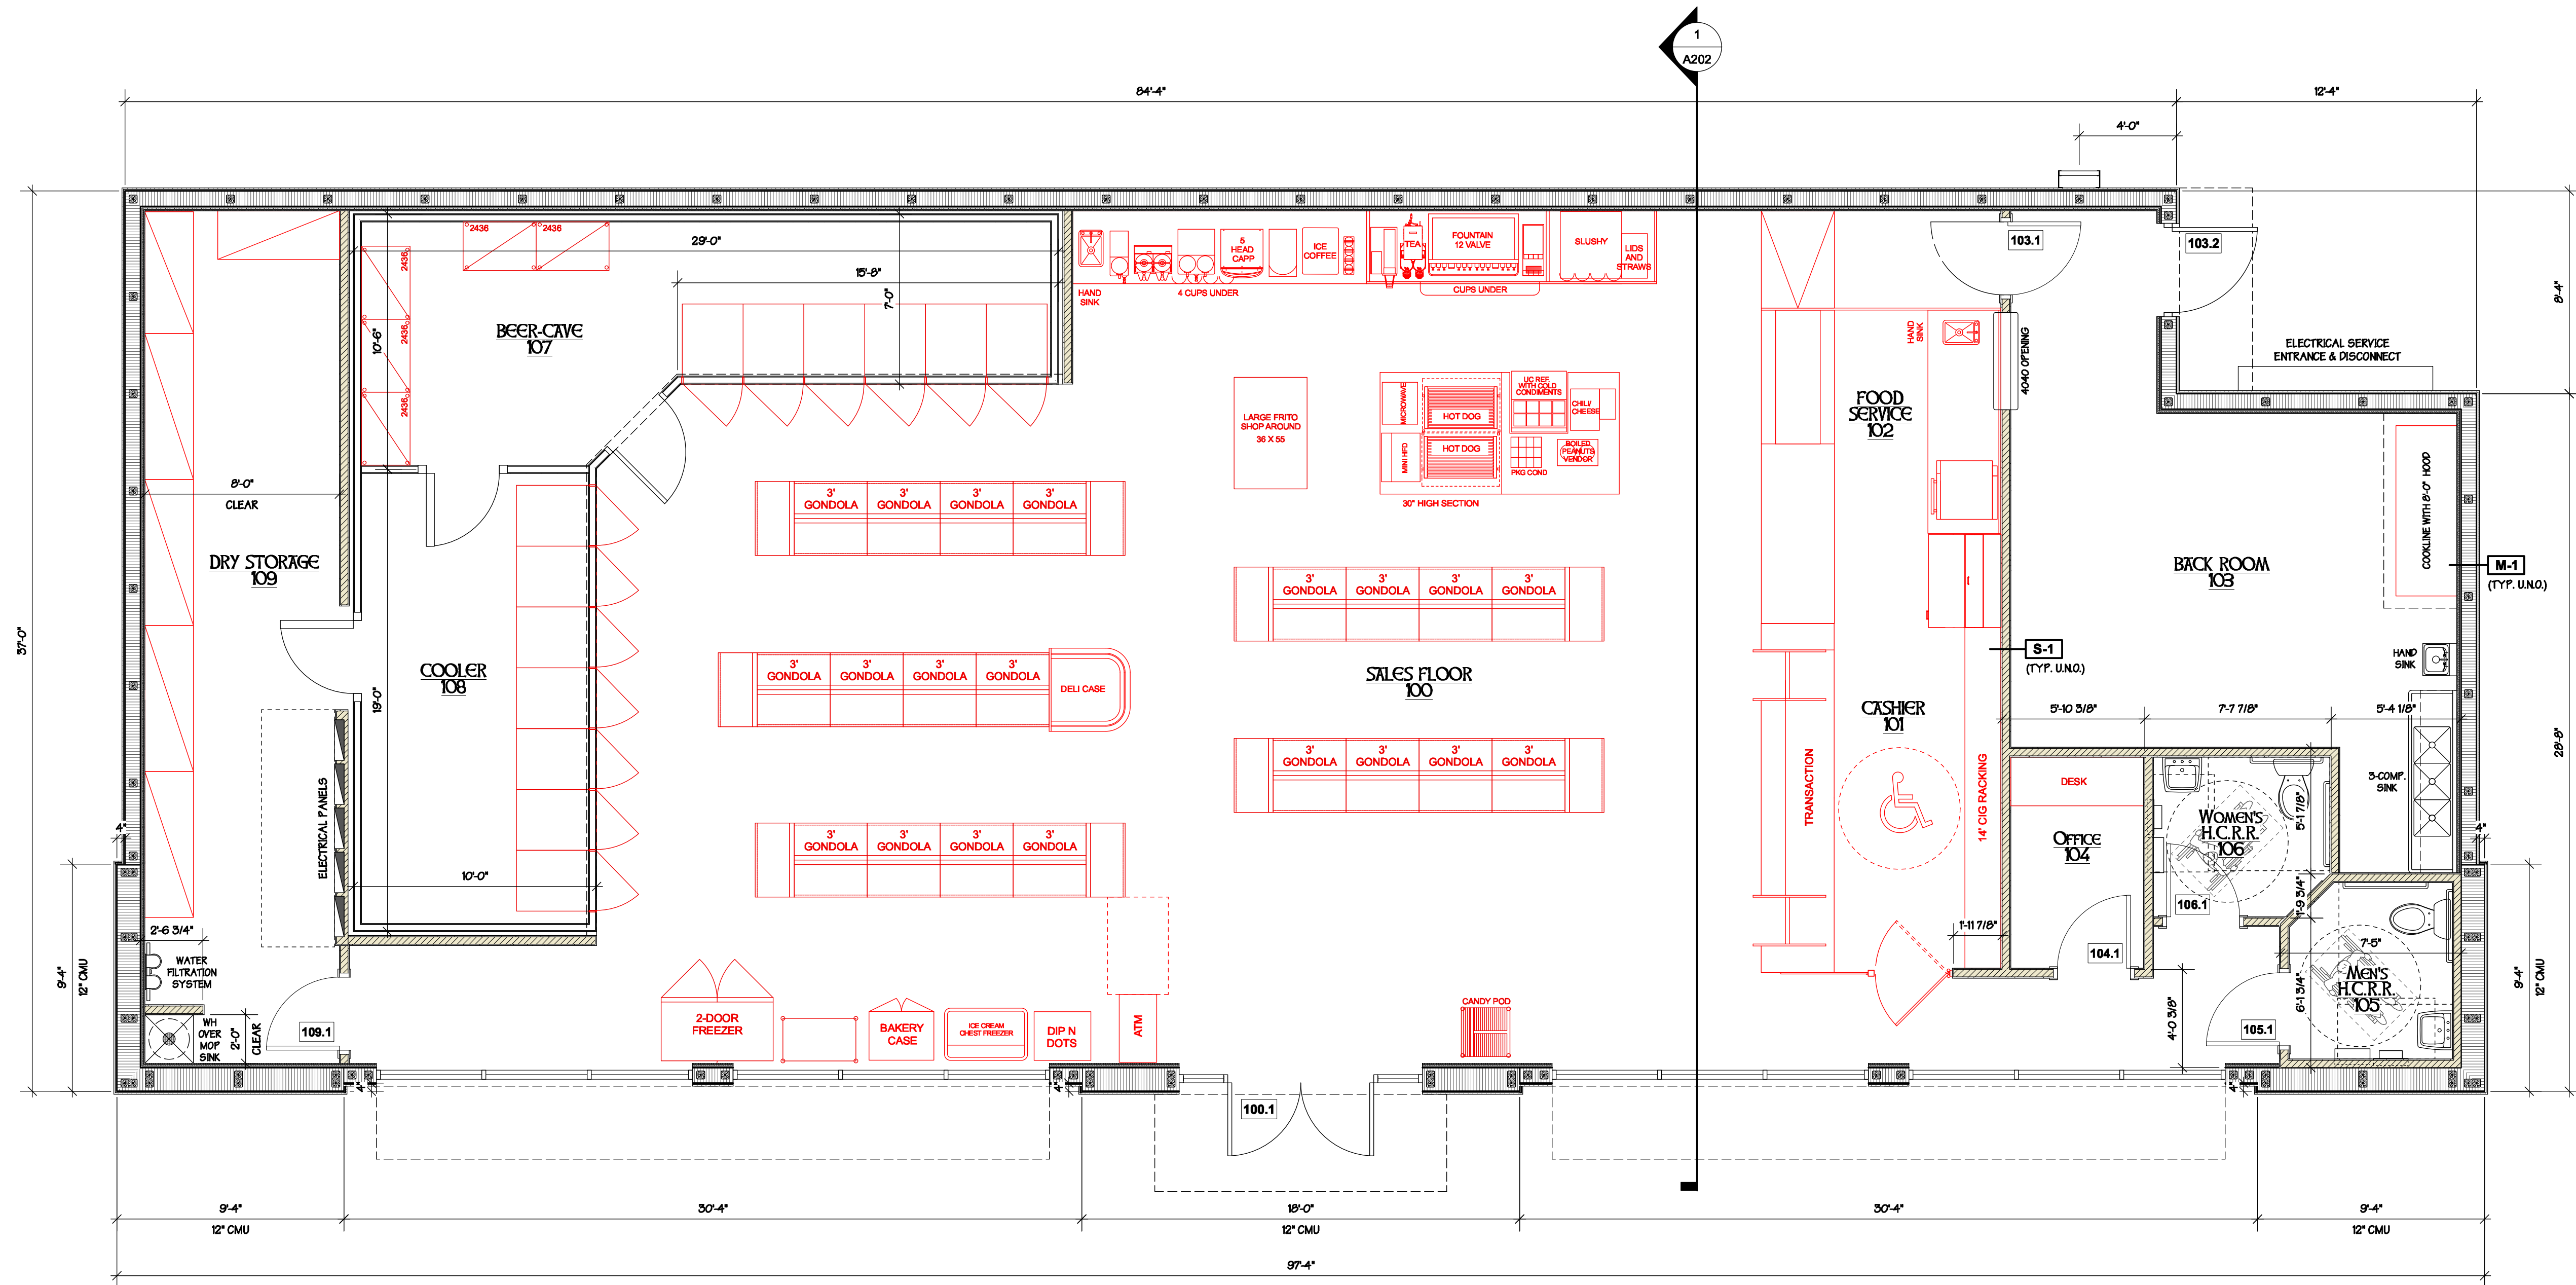 1
A202
84'-4"
12'-4"
4'-0"
37'-0"
8'-4"
28'-8"
2436
2436
2436
2436
2436
29'-0"
15'-8"
7'-0"
10'-6"
BEER-CAVE
107
HAND
SINK
4 CUPS UNDER
5
HEAD
CAPP
ICE
COFFEE
TEA
FOUNTAIN
12 VALVE
CUPS UNDER
SLUSHY
LIDS
AND
STRAWS
103.1
103.2
ELECTRICAL SERVICE
ENTRANCE & DISCONNECT
4040 OPENING
HAND
SINK
FOOD
SERVICE
102
LARGE FRITO
SHOP AROUND
36 X 55
MICROWAVE
MINI HFD
HOT DOG
HOT DOG
UC REF.
WITH COLD
CONDIMENTS
CHILI/
CHEESE
PKG COND
BOILED
PEANUTS
VENDOR
30" HIGH SECTION
COOKLINE WITH 8'-0" HOOD
8'-0"
CLEAR
DRY STORAGE
109
3'
GONDOLA
3'
GONDOLA
3'
GONDOLA
3'
GONDOLA
3'
GONDOLA
3'
GONDOLA
3'
GONDOLA
3'
GONDOLA
BACK ROOM
103
M-1
(TYP. U.N.O.)
S-1
(TYP. U.N.O.)
COOLER
108
19'-0"
3'
GONDOLA
3'
GONDOLA
3'
GONDOLA
3'
GONDOLA
DELI CASE
SALES FLOOR
100
HAND
SINK
CASHIER
101
5'-10 3/8"
7'-7 7/8"
5'-4 1/8"
TRANSACTION
14' CIG RACKING
3'
GONDOLA
3'
GONDOLA
3'
GONDOLA
3'
GONDOLA
DESK
3-COMP.
SINK
ELECTRICAL PANELS
3'
GONDOLA
3'
GONDOLA
3'
GONDOLA
3'
GONDOLA
OFFICE
104
WOMEN'S
H.C.R.R.
106
5'-1 7/8"
4"
4"
10'-0"
106.1
1'-9 3/4"
1'-11 7/8"
2'-6 3/4"
WATER
FILTRATION
SYSTEM
104.1
7'-5"
MEN'S
H.C.R.R.
105
6'-1 3/4"
4'-0 3/8"
105.1
9'-4"
12" CMU
9'-4"
12" CMU
WH
OVER
MOP
SINK
2'-0"
CLEAR
109.1
2-DOOR
FREEZER
BAKERY
CASE
ICE CREAM
CHEST FREEZER
DIP N
DOTS
ATM
CANDY POD
4"
4"
4"
4"
100.1
9'-4"
12" CMU
30'-4"
18'-0"
12" CMU
30'-4"
9'-4"
12" CMU
97'-4"